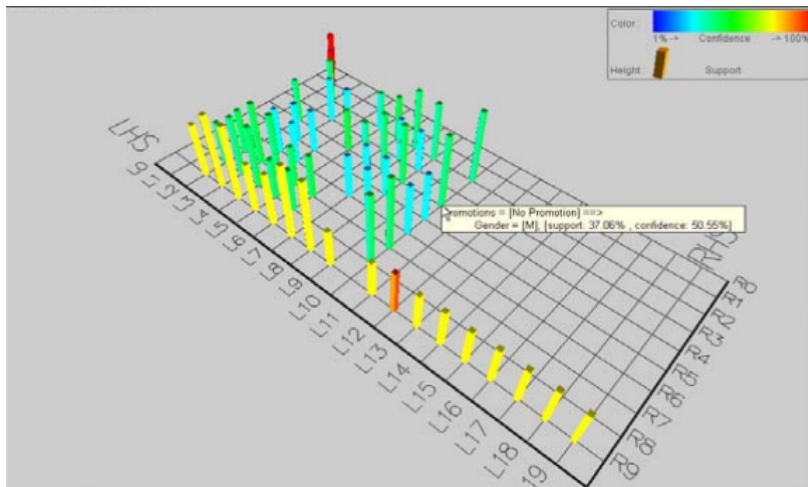 Color :
1% -> Confidence -> 100%
Height : Support
LHS
RHS
Promotions = [No Promotion] ==>
Gender = [M], [support: 37.06% , confidence: 50.55%]
L1
L2
L3
L4
L5
L6
L7
L8
L9
L10
L11
L12
L13
L14
L15
L16
L17
L18
19
R0
R1
R2
R3
R4
R5
R6
R7
R8
R9